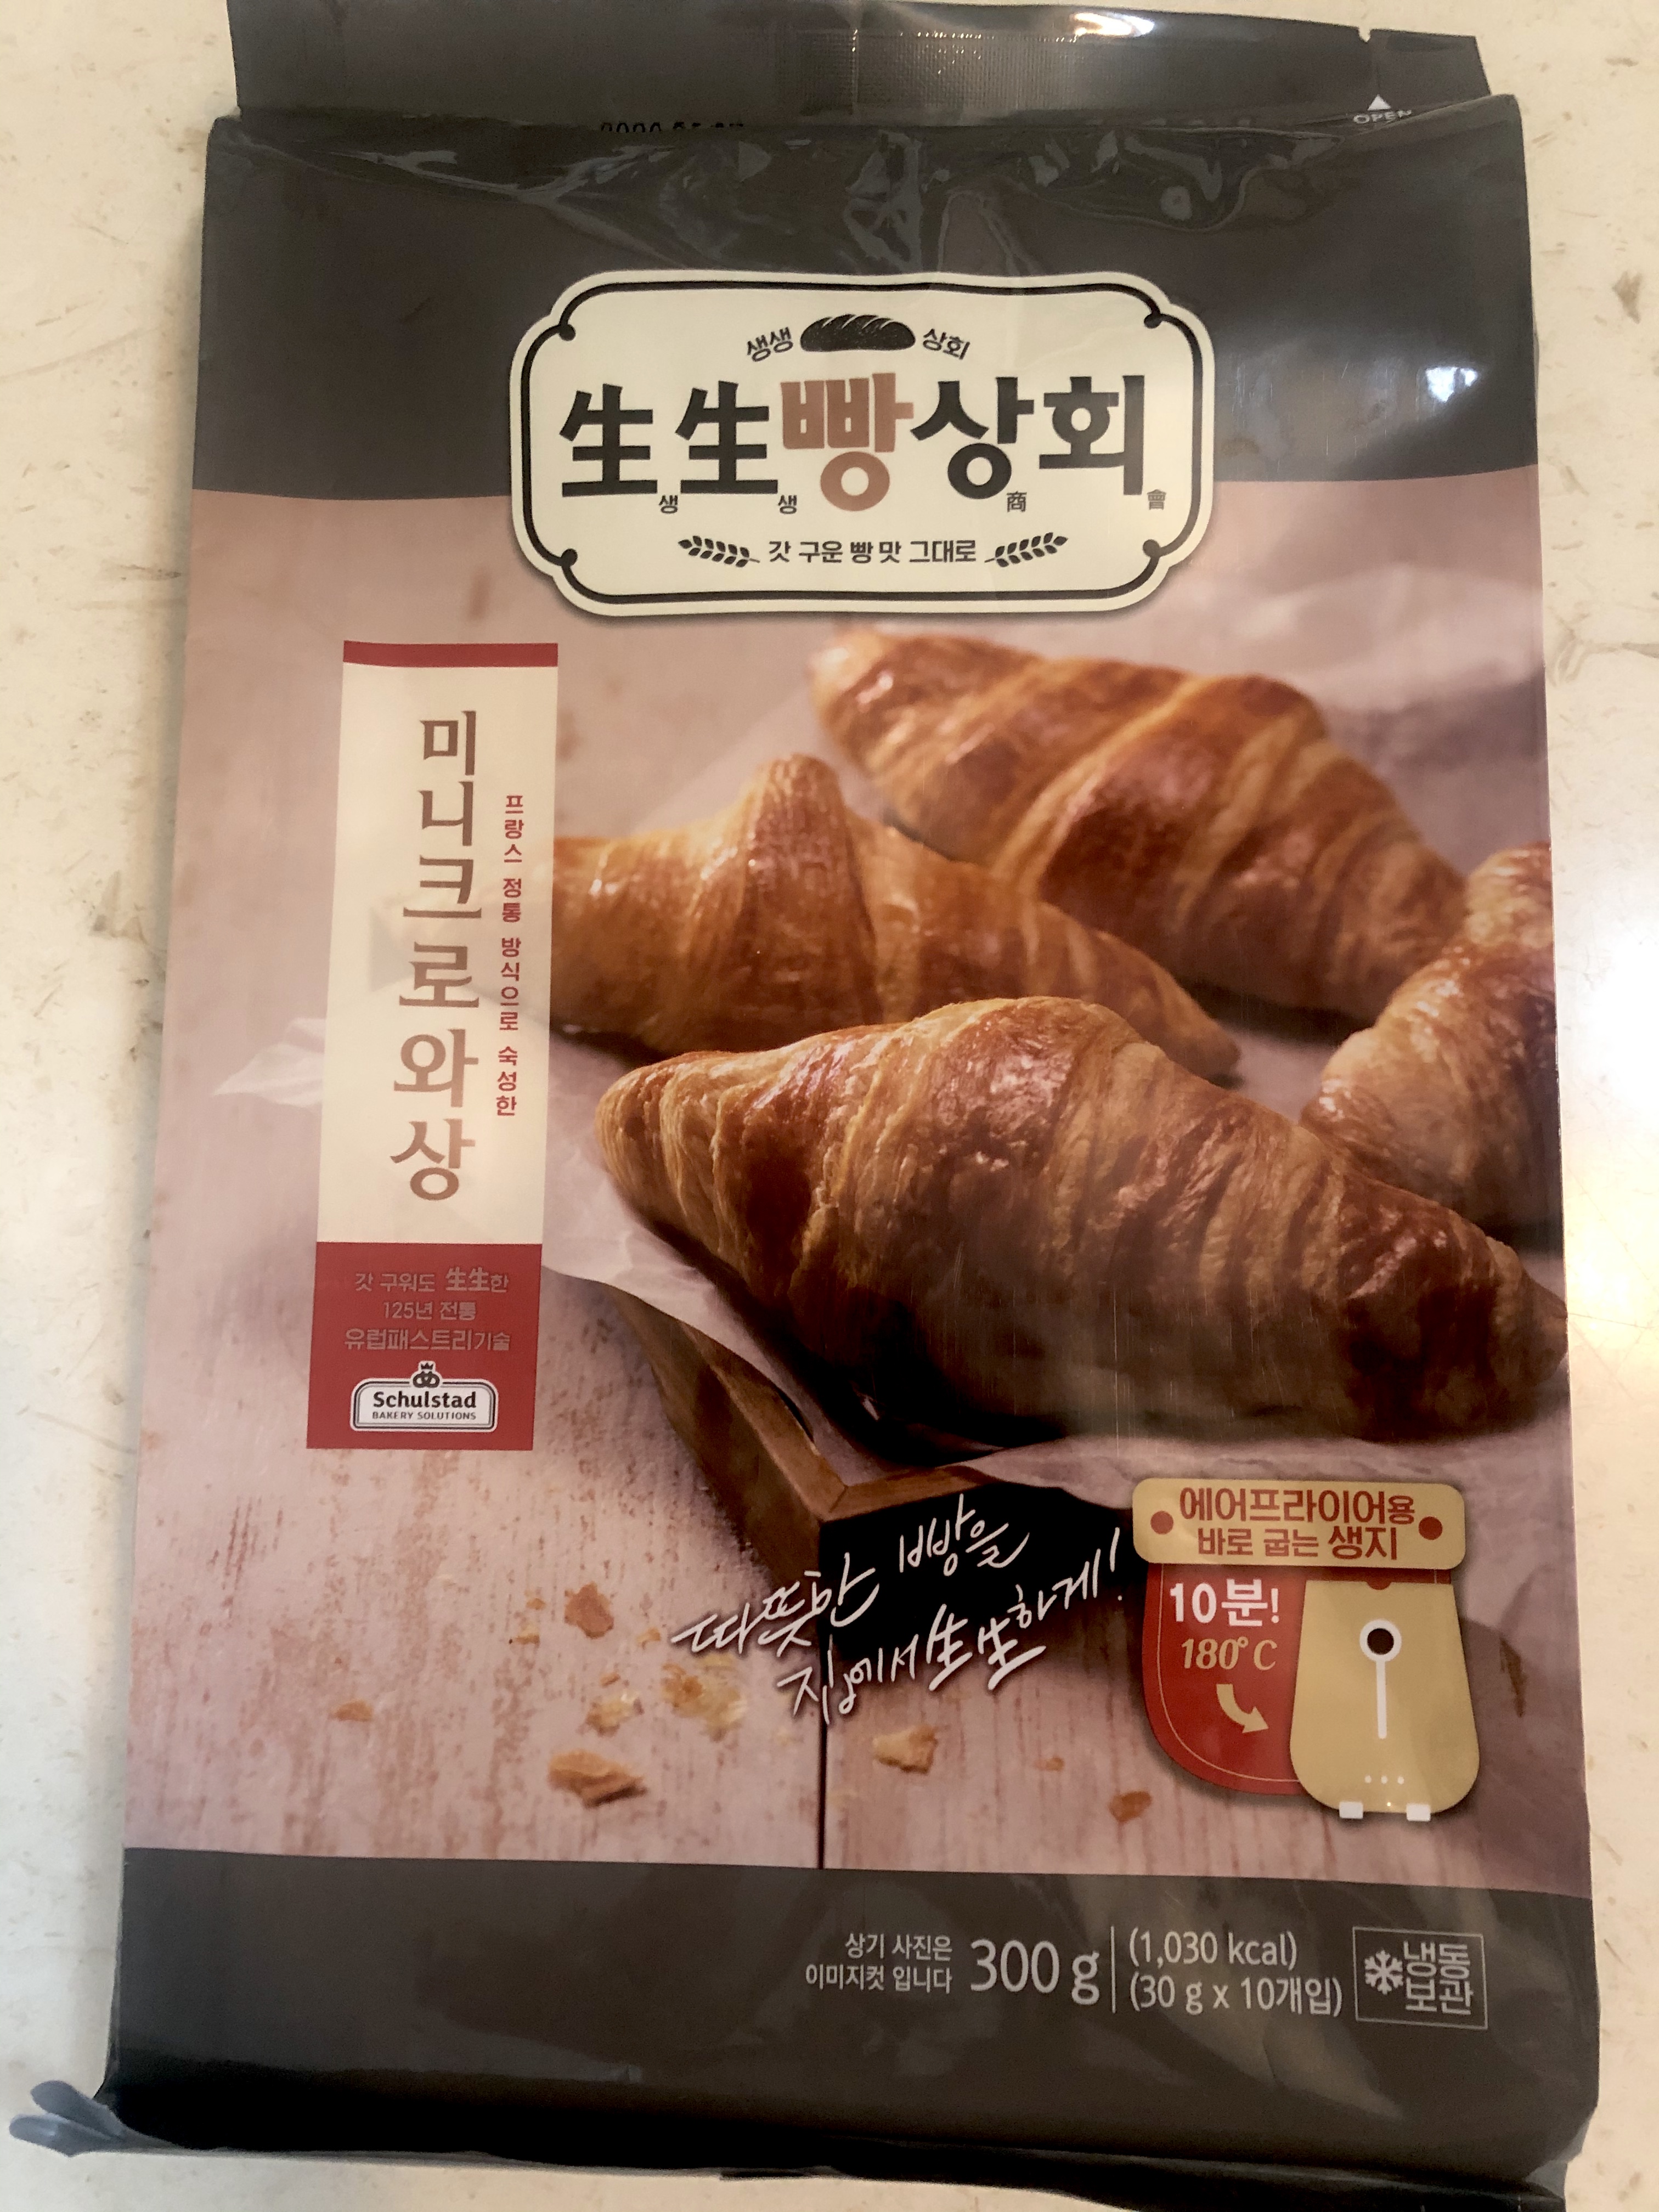 OPEN
생생 상회
生生빵상회
생 생 商 會
갓 구운 빵 맛 그대로
미니크로와상
프랑스 정통 방식으로 숙성한
갓 구워도 生生한
125년 전통
유럽패스트리기술
Schulstad
BAKERY SOLUTIONS
따뜻한 빵을
집에서 生生하게!
에어프라이어용
바로 굽는 생지
10분!
180°C
상기 사진은
이미지컷 입니다
300 g
(1,030 kcal)
(30 g x 10개입)
냉동
보관